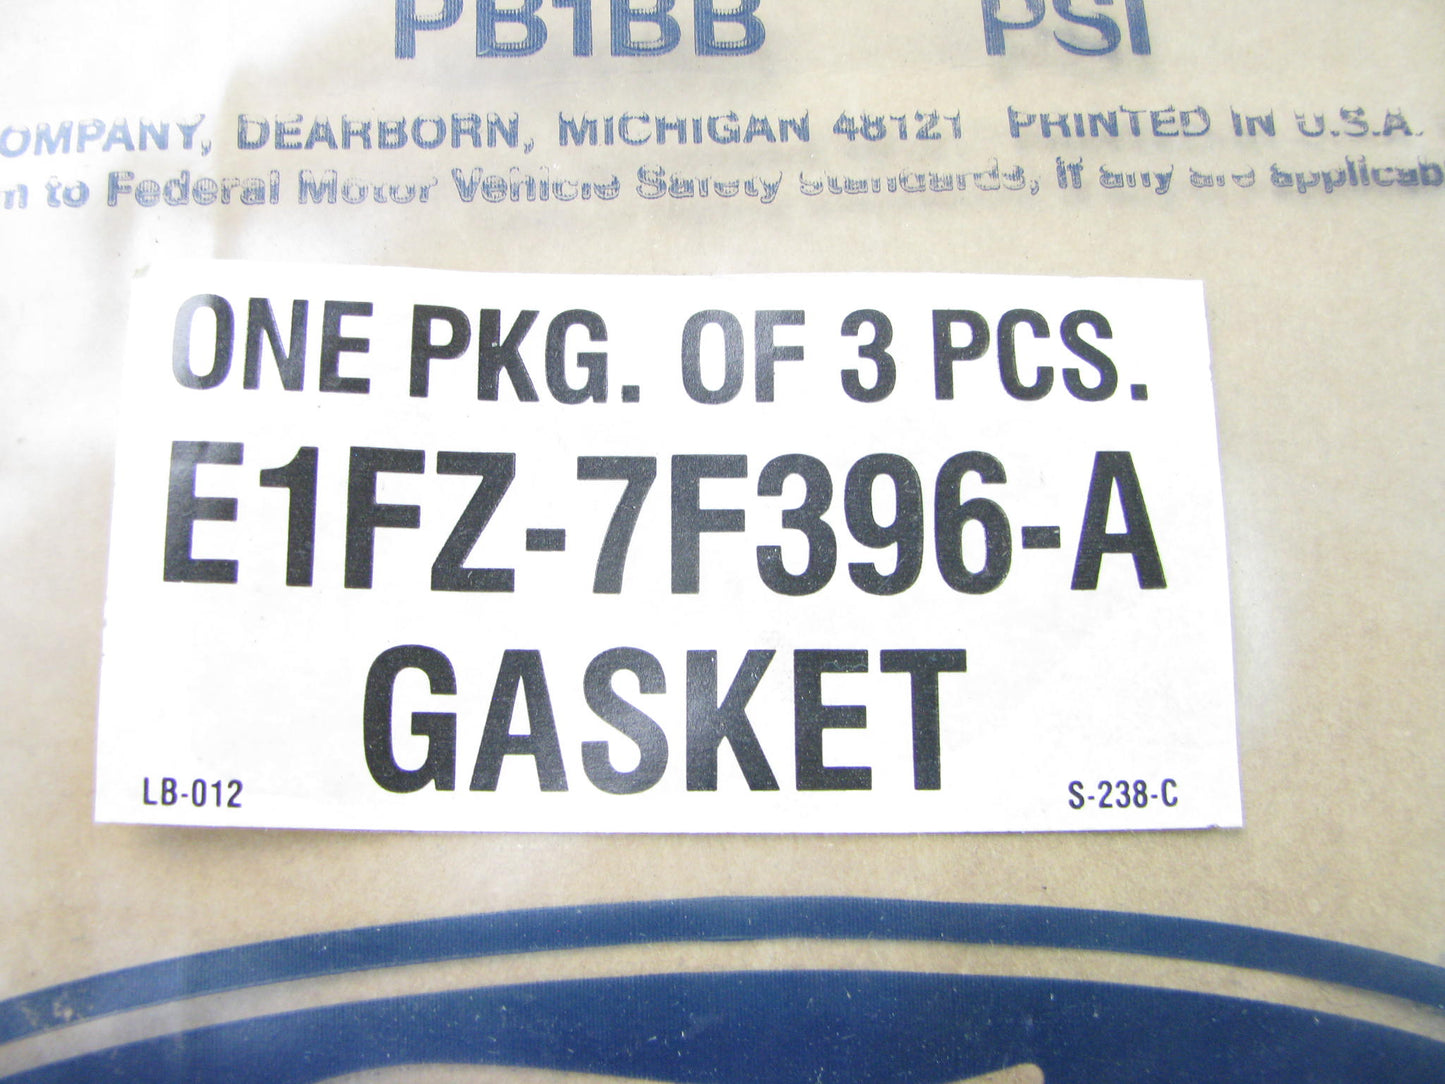 PB1BB PSI
OMPANY, DEARBORN, MICHIGAN 48121 PRINTED IN U.S.A.
m to Federal Motor Vehicle Safety standards, if any are applicab
ONE PKG. OF 3 PCS.
E1FZ-7F396-A
GASKET
LB-012 S-238-C